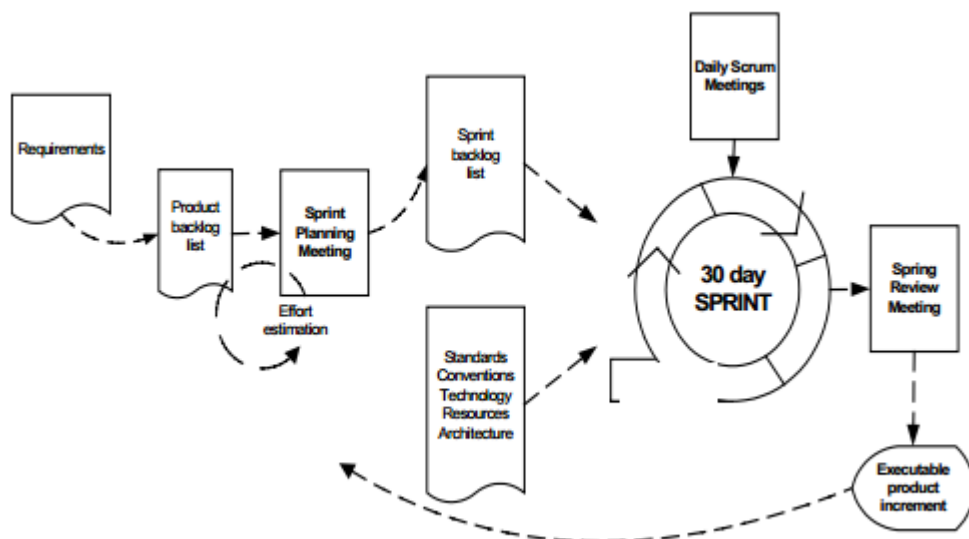 Requirements
Product
backlog
list
Sprint
Planning
Meeting
Effort
estimation
Sprint
backlog
list
Standards
Conventions
Technology
Resources
Architecture
Daily Scrum
Meetings
30 day
SPRINT
Spring
Review
Meeting
Executable
product
increment